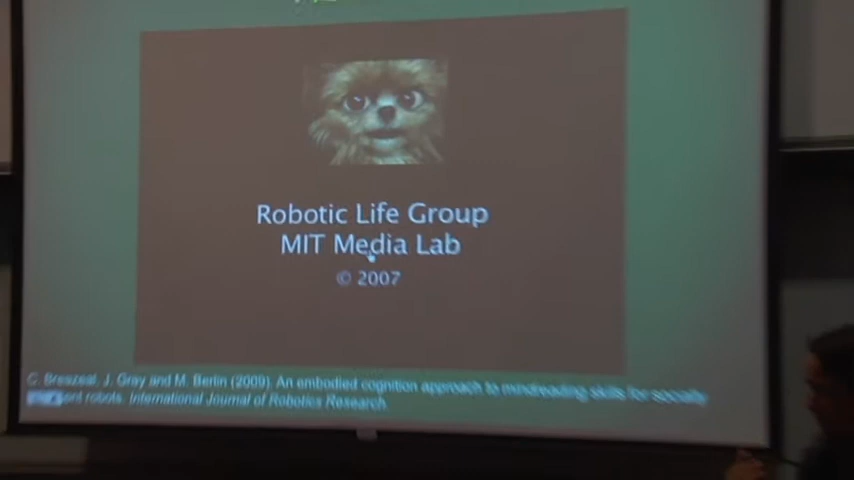 Robotic Life Group
MIT Media Lab
© 2007
C. Breazeal, J. Gray and M. Berlin (2009). An embodied cognition approach to mindreading skills for socially
robots. International Journal of Robotics Research.